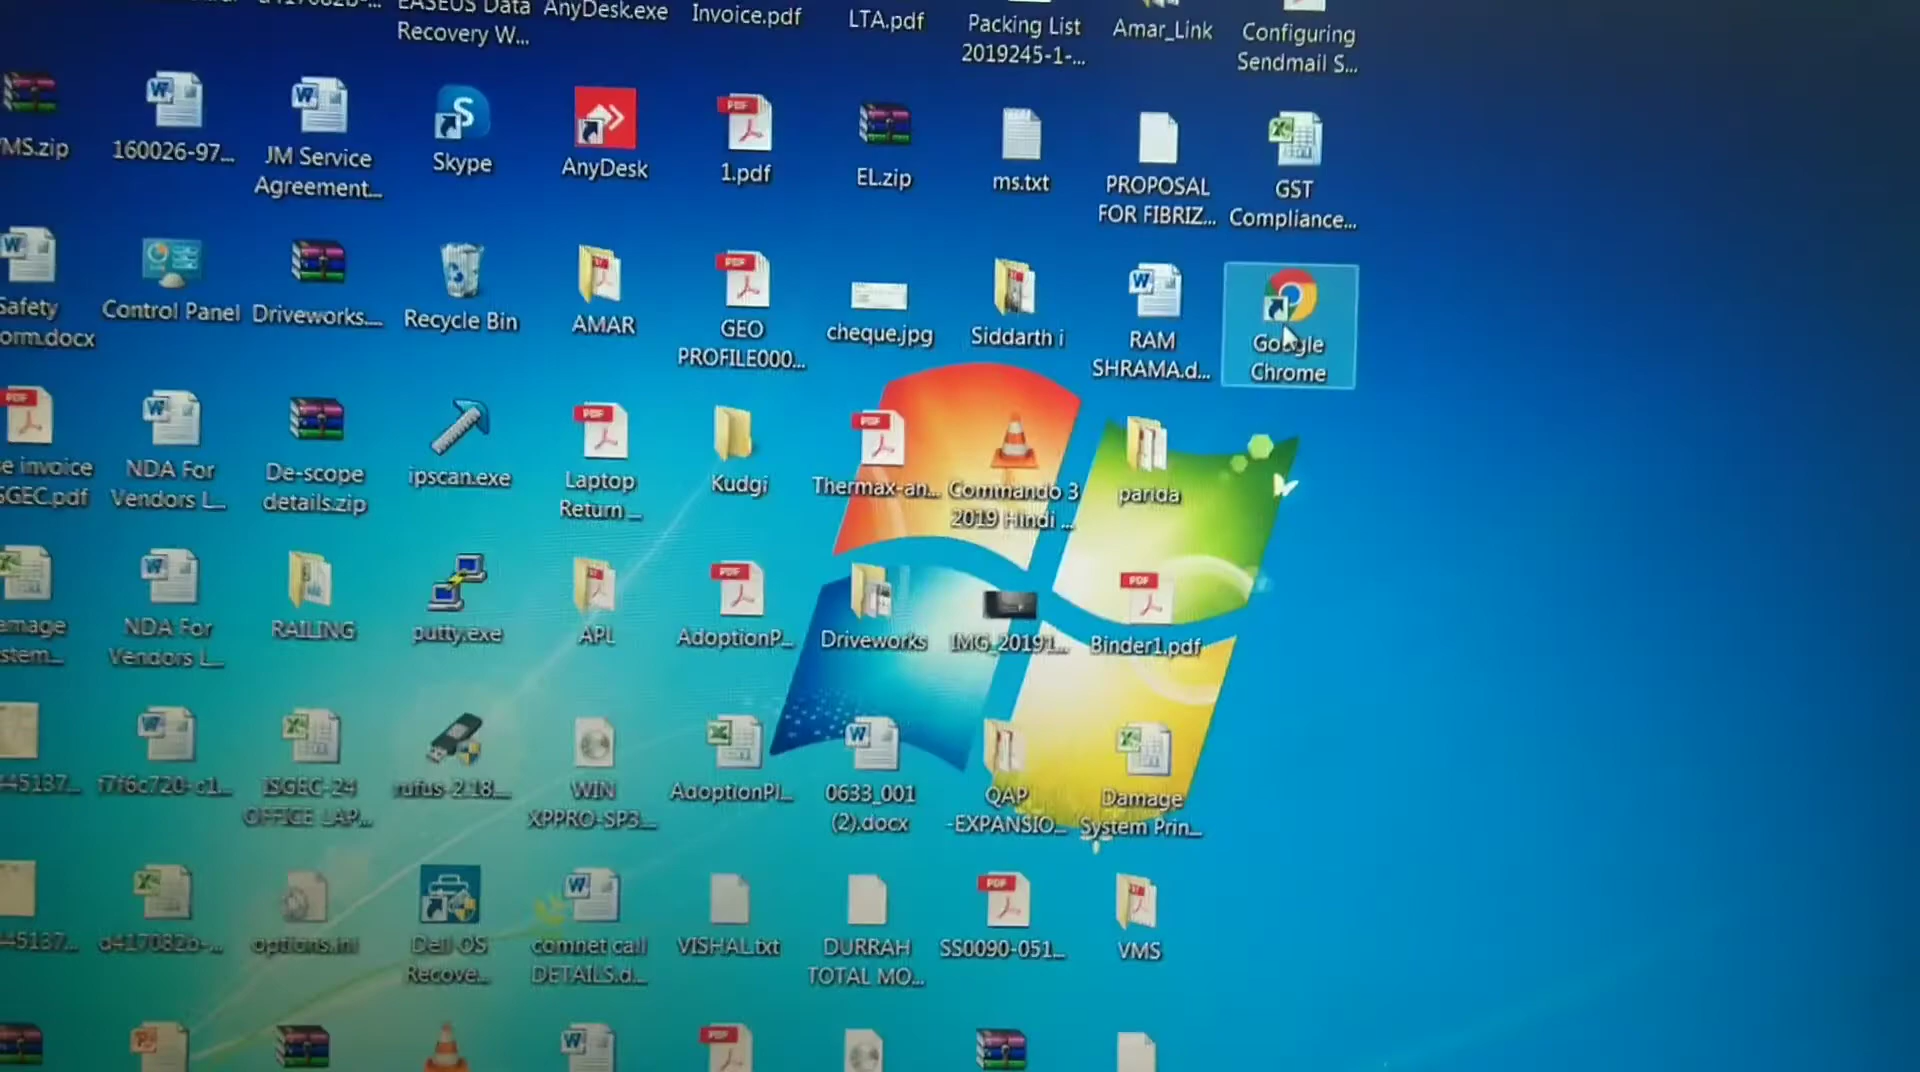 EASEUS Data
Recovery W...
AnyDesk.exe
Invoice.pdf
LTA.pdf
Packing List
2019245-1-...
Amar_Link
Configuring
Sendmail S...
MS.zip
160026-97...
JM Service
Agreement...
Skype
AnyDesk
1.pdf
EL.zip
ms.txt
PROPOSAL
FOR FIBRIZ...
GST
Compliance...
Safety
orm.docx
Control Panel
Driveworks....
Recycle Bin
AMAR
GEO
PROFILE000...
cheque.jpg
Siddarth i
RAM
SHRAMA.d...
Google
Chrome
e invoice
SGEC.pdf
NDA For
Vendors L...
De-scope
details.zip
ipscan.exe
Laptop
Return ...
Kudgi
Thermax-an...
Commando 3
2019 Hindi ...
parida
amage
stem...
NDA For
Vendors L...
RAILING
putty.exe
APL
AdoptionP...
Driveworks
IMG_20191...
Binder1.pdf
45137...
f7f6c720-c1...
ISGEC-24
OFFICE LAP...
rufus-2.18....
WIN
XPPRO-SP3...
AdoptionPl...
0633_001
(2).docx
QAP
-EXPANSIO...
Damage
System Prin...
45137...
d417082b-...
options.ini
Dell OS
Recove...
comnet call
DETAILS.d...
VISHAL.txt
DURRAH
TOTAL MO...
SS0090-051...
VMS